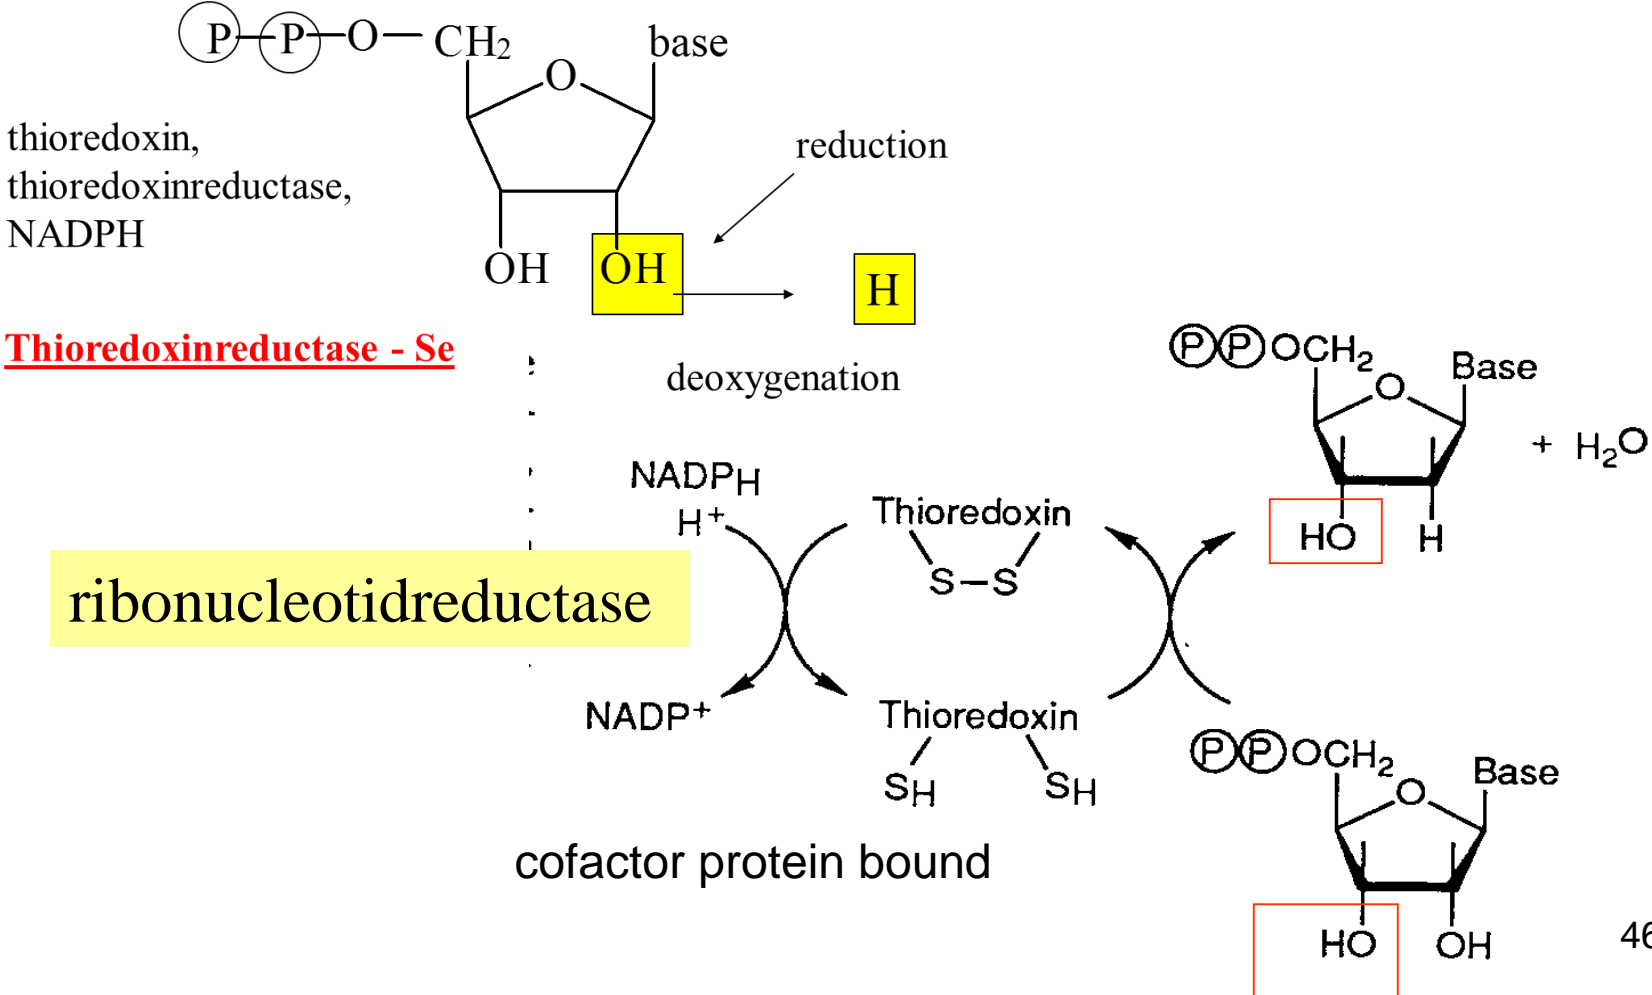 P–P–O–CH2
base
O
thioredoxin,
thioredoxinreductase,
NADPH
reduction
OH
OH
H
Thioredoxinreductase - Se
deoxygenation
P P OCH2
Base
O
+ H2O
HO
H
NADPH
H+
Thioredoxin
S–S
ribonucleotidreductase
NADP+
Thioredoxin
SH
SH
P P OCH2
Base
O
cofactor protein bound
HO
OH
46